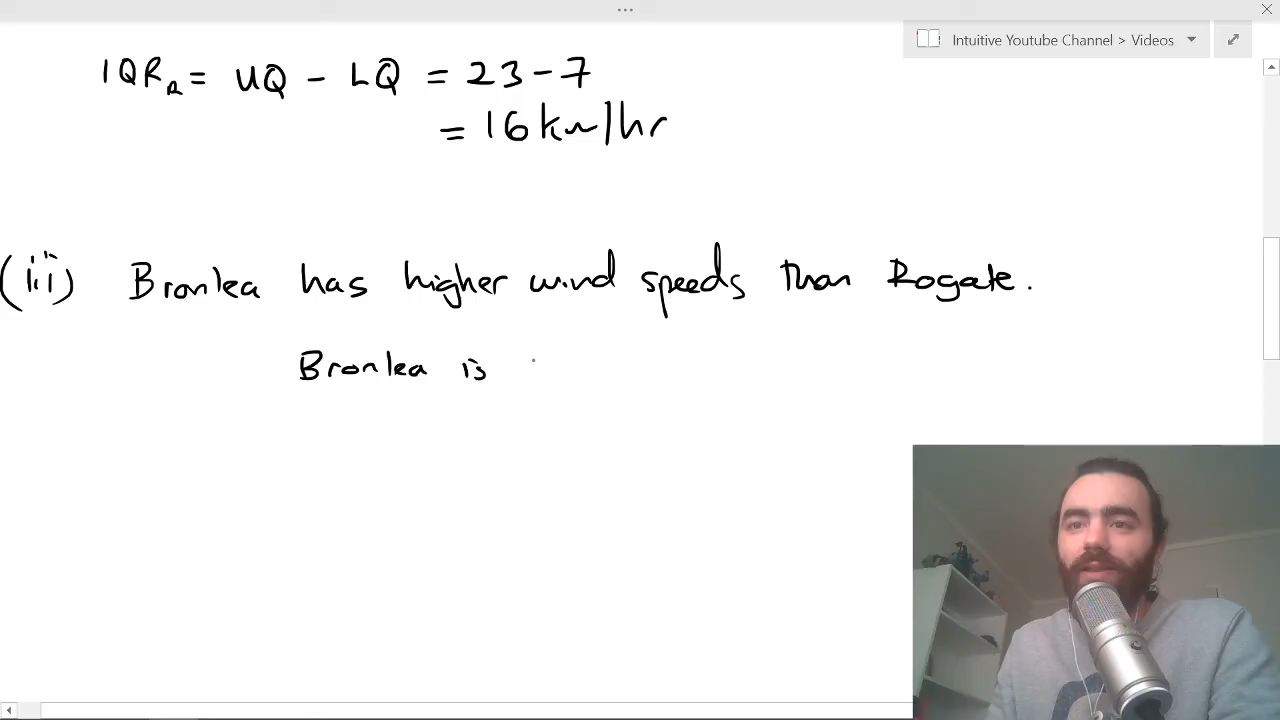 Intuitive Youtube Channel > Videos
IQR_R = UQ - LQ = 23 - 7
= 16 km/hr
(iii) Bronlea has higher wind speeds than Rogate.
Bronlea is